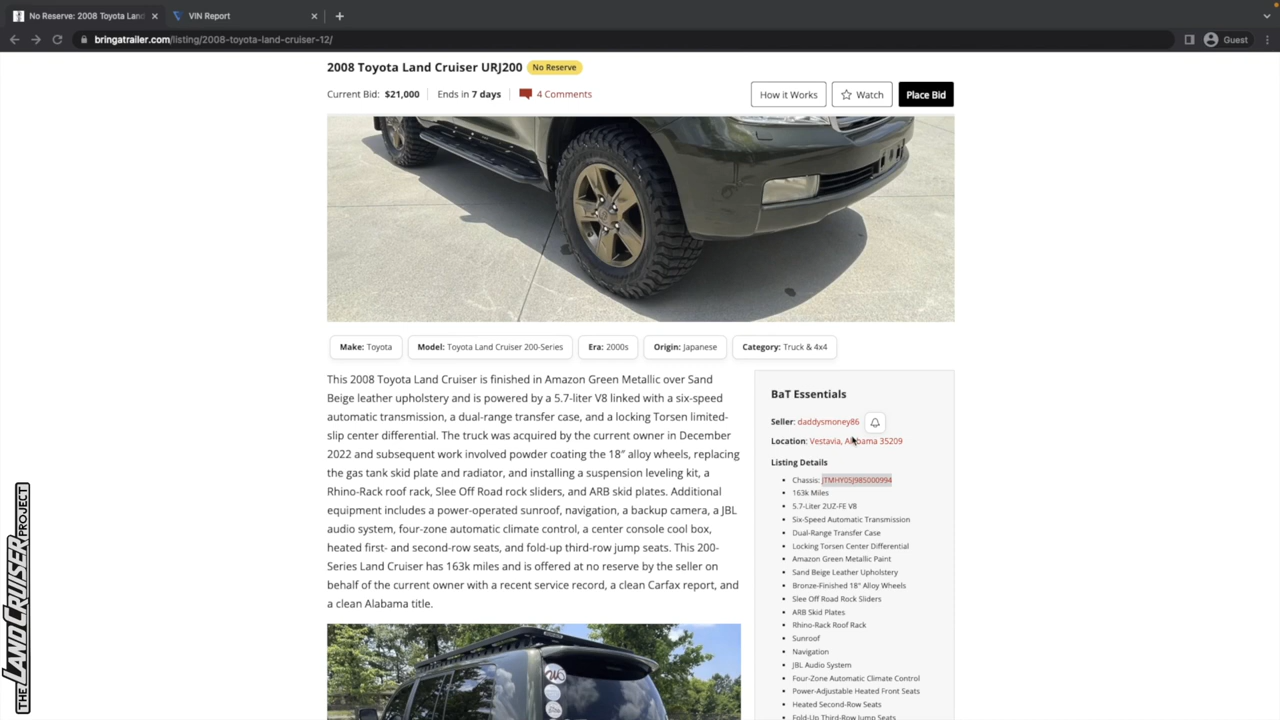 No Reserve: 2008 Toyota Land
VIN Report
bringatrailer.com/listing/2008-toyota-land-cruiser-12/
Guest
2008 Toyota Land Cruiser URJ200 No Reserve
Current Bid: $21,000 Ends in 7 days 4 Comments
How it Works Watch Place Bid
Make: Toyota Model: Toyota Land Cruiser 200-Series Era: 2000s Origin: Japanese Category: Truck & 4x4
This 2008 Toyota Land Cruiser is finished in Amazon Green Metallic over Sand
Beige leather upholstery and is powered by a 5.7-liter V8 linked with a six-speed
automatic transmission, a dual-range transfer case, and a locking Torsen limited-
slip center differential. The truck was acquired by the current owner in December
2022 and subsequent work involved powder coating the 18″ alloy wheels, replacing
the gas tank skid plate and radiator, and installing a suspension leveling kit, a
Rhino-Rack roof rack, Slee Off Road rock sliders, and ARB skid plates. Additional
equipment includes a power-operated sunroof, navigation, a backup camera, a JBL
audio system, four-zone automatic climate control, a center console cool box,
heated first- and second-row seats, and fold-up third-row jump seats. This 200-
Series Land Cruiser has 163k miles and is offered at no reserve by the seller on
behalf of the current owner with a recent service record, a clean Carfax report, and
a clean Alabama title.
BaT Essentials
Seller: daddysmoney86
Location: Vestavia, Alabama 35209
Listing Details
Chassis: JTMHY05J985000994
163k Miles
5.7-Liter 2UZ-FE V8
Six-Speed Automatic Transmission
Dual-Range Transfer Case
Locking Torsen Center Differential
Amazon Green Metallic Paint
Sand Beige Leather Upholstery
Bronze-Finished 18" Alloy Wheels
Slee Off Road Rock Sliders
ARB Skid Plates
Rhino-Rack Roof Rack
Sunroof
Navigation
JBL Audio System
Four-Zone Automatic Climate Control
Power-Adjustable Heated Front Seats
Heated Second-Row Seats
Fold-Up Third-Row Jump Seats
THE LAND CRUISER PROJECT